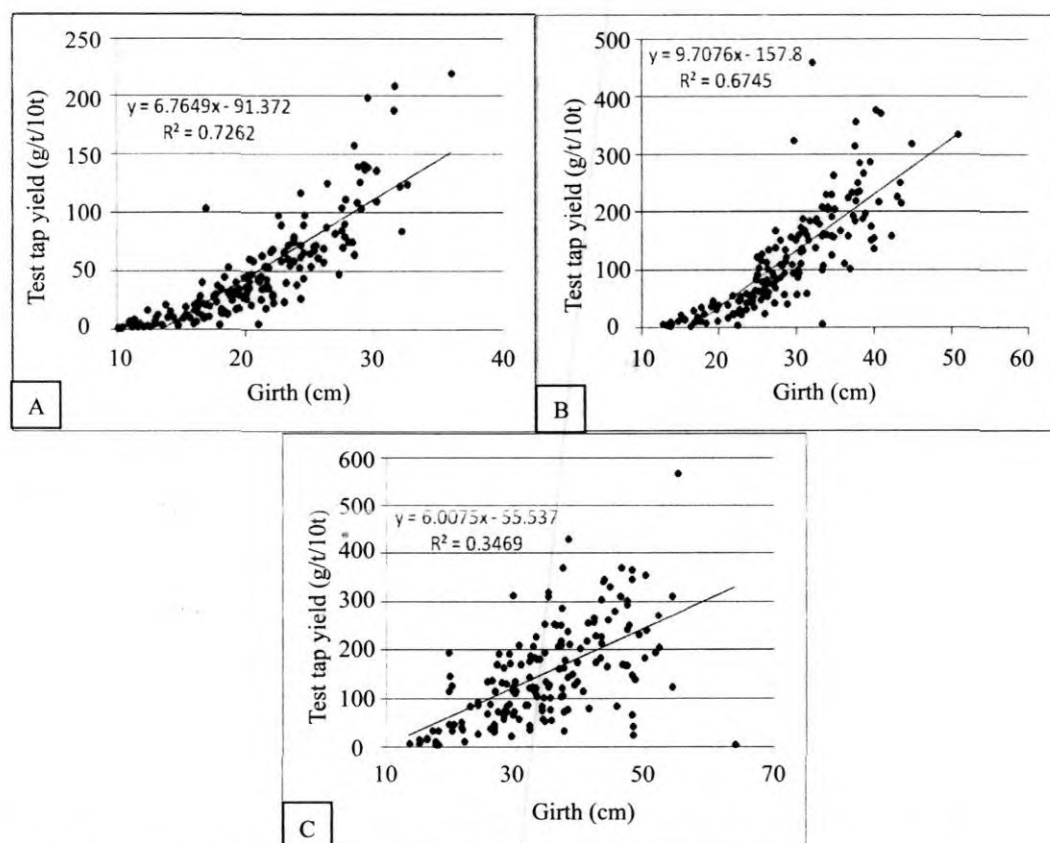 250
200
150
100
50
0
y = 6.7649x - 91.372
R² = 0.7262
Test tap yield (g/t/10t)
10 20 30 40
Girth (cm)
A
500
400
300
200
100
0
y = 9.7076x - 157.8
R² = 0.6745
Test tap yield (g/t/10t)
10 20 30 40 50 60
Girth (cm)
B
600
500
400
300
200
100
0
y = 6.0075x - 55.537
R² = 0.3469
Test tap yield (g/t/10t)
10 30 50 70
Girth (cm)
C